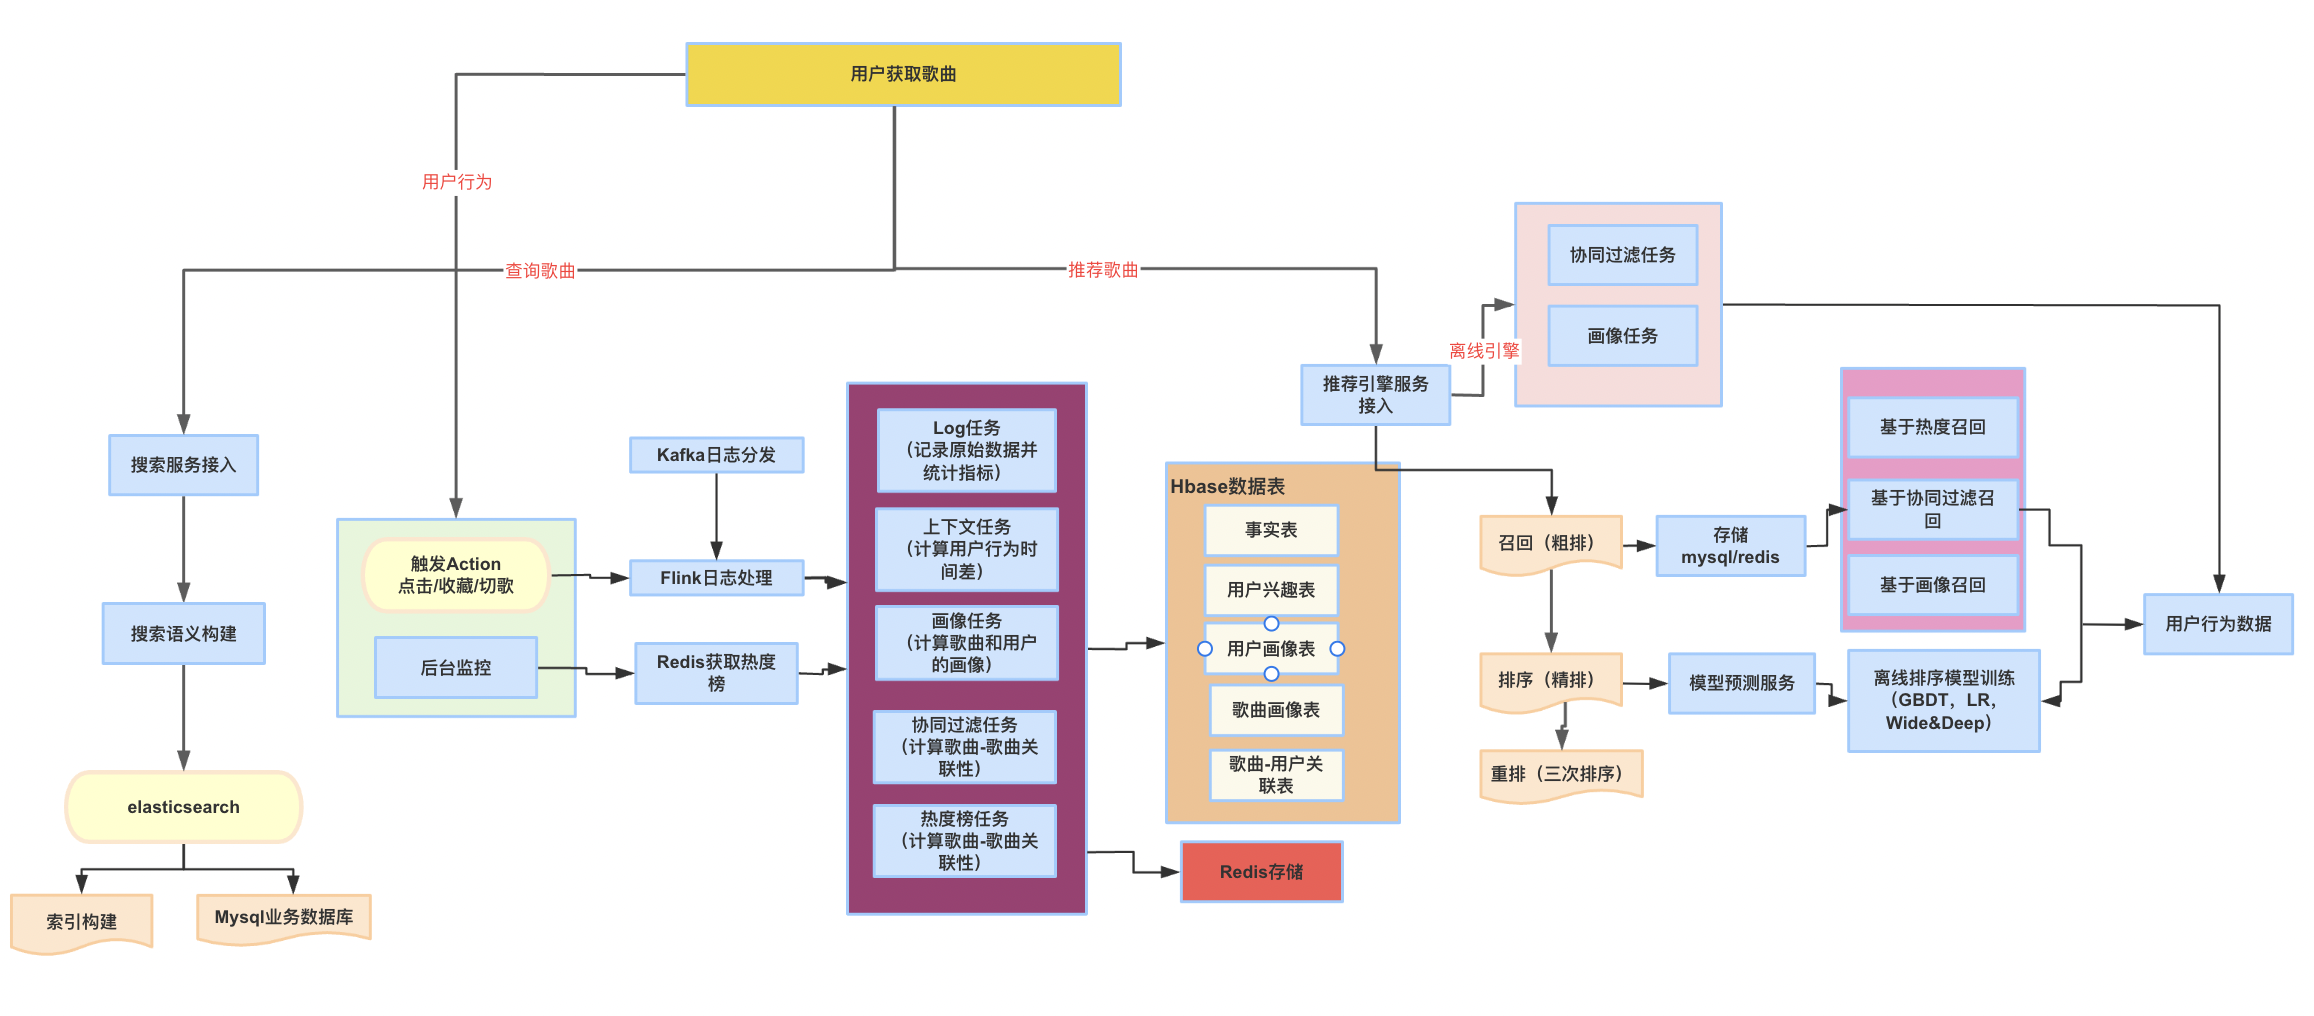 用户获取歌曲
用户行为
查询歌曲
推荐歌曲
搜索服务接入
搜索语义构建
elasticsearch
索引构建
Mysql业务数据库
触发Action
点击/收藏/切歌
后台监控
Kafka日志分发
Flink日志处理
Redis获取热度
榜
Log任务
（记录原始数据并
统计指标）
上下文任务
（计算用户行为时
间差）
画像任务
（计算歌曲和用户
的画像）
协同过滤任务
（计算歌曲-歌曲关
联性）
热度榜任务
（计算歌曲-歌曲关
联性）
Hbase数据表
事实表
用户兴趣表
用户画像表
歌曲画像表
歌曲-用户关
联表
Redis存储
推荐引擎服务
接入
离线引擎
协同过滤任务
画像任务
召回（粗排）
存储
mysql/redis
基于热度召回
基于协同过滤召
回
基于画像召回
排序（精排）
模型预测服务
离线排序模型训练
（GBDT，LR，
Wide&Deep）
重排（三次排序）
用户行为数据